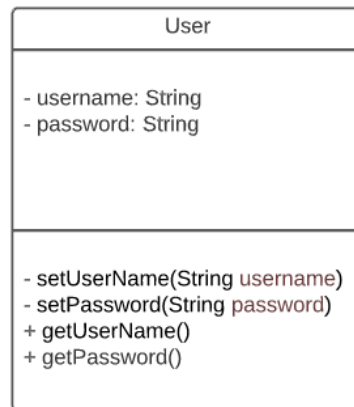 User
- username: String
- password: String
- setUserName(String username)
- setPassword(String password)
+ getUserName()
+ getPassword()